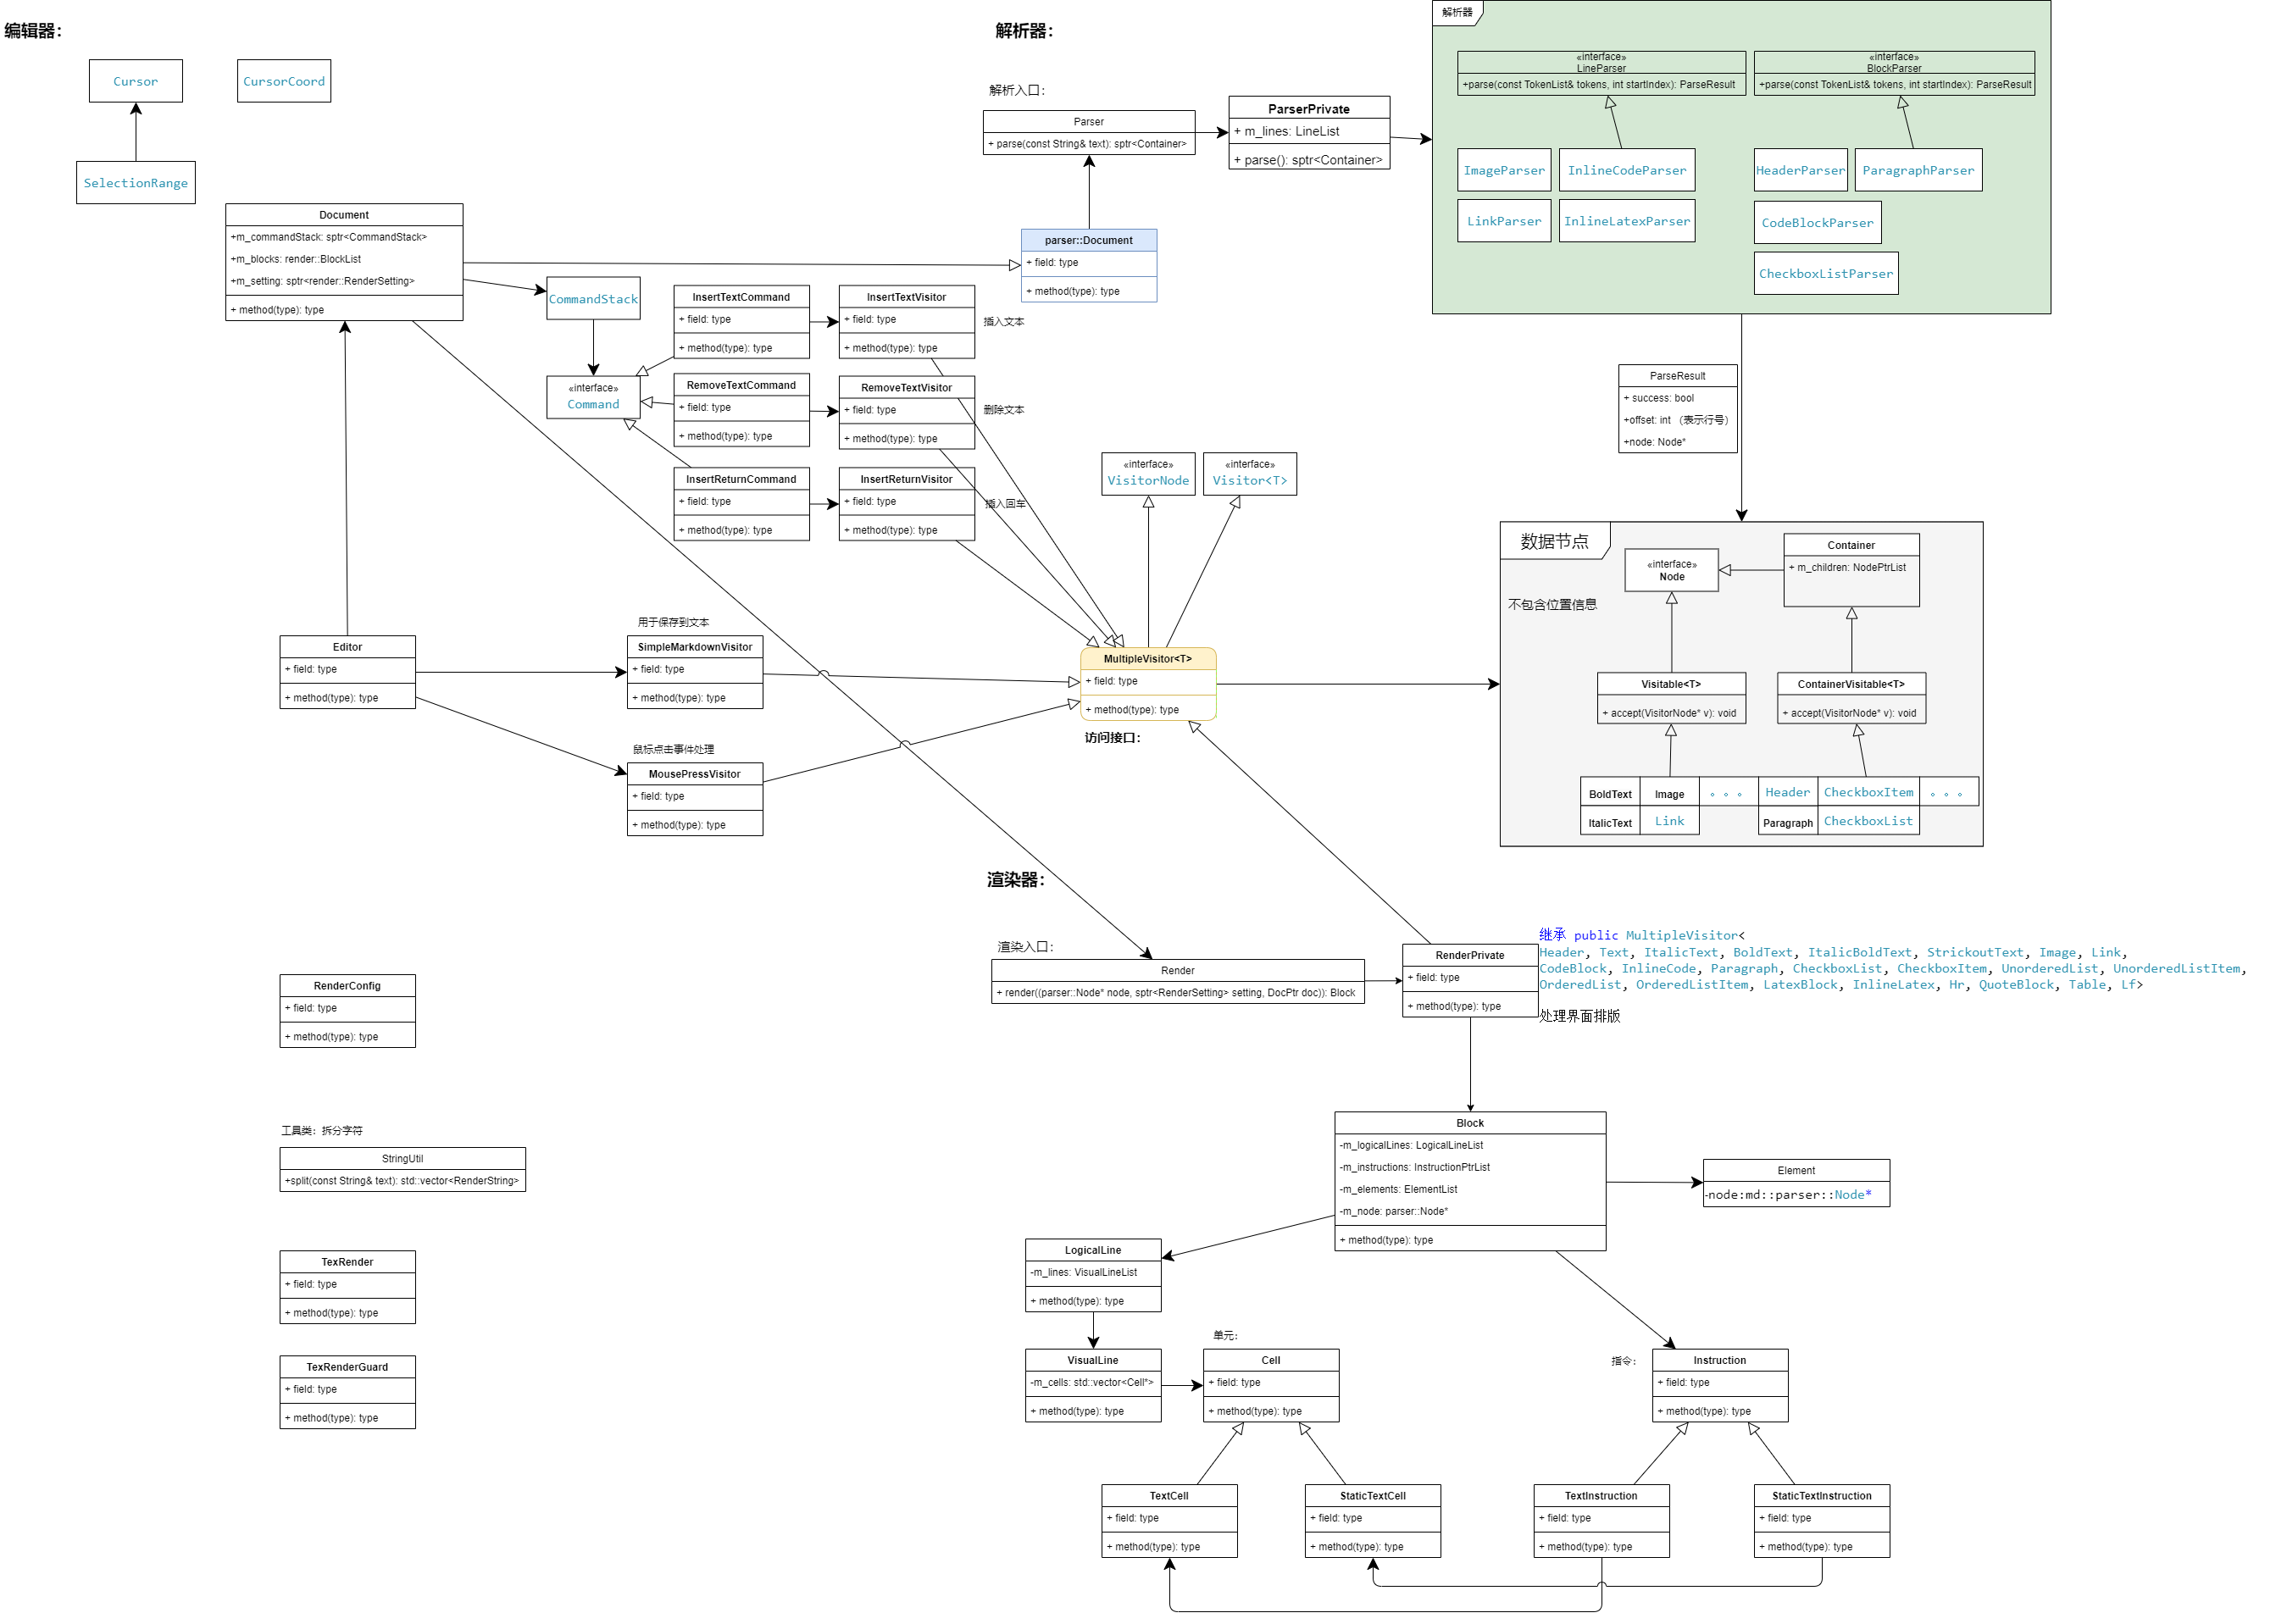 编辑器：
Cursor
CursorCoord
SelectionRange
Document
+m_commandStack: sptr<CommandStack>
+m_blocks: render::BlockList
+m_setting: sptr<render::RenderSetting>
+ method(type): type
CommandStack
«interface»
Command
InsertTextCommand
+ field: type
+ method(type): type
InsertTextVisitor
+ field: type
+ method(type): type
插入文本
RemoveTextCommand
+ field: type
+ method(type): type
RemoveTextVisitor
+ field: type
+ method(type): type
删除文本
InsertReturnCommand
+ field: type
+ method(type): type
InsertReturnVisitor
+ field: type
+ method(type): type
插入回车
Editor
+ field: type
+ method(type): type
用于保存到文本
SimpleMarkdownVisitor
+ field: type
+ method(type): type
鼠标点击事件处理
MousePressVisitor
+ field: type
+ method(type): type
RenderConfig
+ field: type
+ method(type): type
工具类：拆分字符
StringUtil
+split(const String& text): std::vector<RenderString>
TexRender
+ field: type
+ method(type): type
TexRenderGuard
+ field: type
+ method(type): type
解析器：
解析入口：
Parser
+ parse(const String& text): sptr<Container>
ParserPrivate
+ m_lines: LineList
+ parse(): sptr<Container>
parser::Document
+ field: type
+ method(type): type
解析器
«interface»
LineParser
+parse(const TokenList& tokens, int startIndex): ParseResult
«interface»
BlockParser
+parse(const TokenList& tokens, int startIndex): ParseResult
ImageParser
InlineCodeParser
HeaderParser
ParagraphParser
LinkParser
InlineLatexParser
CodeBlockParser
CheckboxListParser
ParseResult
+ success: bool
+offset: int （表示行号）
+node: Node*
«interface»
VisitorNode
«interface»
Visitor<T>
MultipleVisitor<T>
+ field: type
+ method(type): type
访问接口：
数据节点
不包含位置信息
«interface»
Node
Container
+ m_children: NodePtrList
Visitable<T>
+ accept(VisitorNode* v): void
ContainerVisitable<T>
+ accept(VisitorNode* v): void
BoldText
Image
。。。
Header
CheckboxItem
。。。
ItalicText
Link
Paragraph
CheckboxList
渲染器：
渲染入口：
Render
+ render((parser::Node* node, sptr<RenderSetting> setting, DocPtr doc)): Block
RenderPrivate
+ field: type
+ method(type): type
继承 public MultipleVisitor<
Header, Text, ItalicText, BoldText, ItalicBoldText, StrickoutText, Image, Link,
CodeBlock, InlineCode, Paragraph, CheckboxList, CheckboxItem, UnorderedList, UnorderedListItem,
OrderedList, OrderedListItem, LatexBlock, InlineLatex, Hr, QuoteBlock, Table, Lf>
处理界面排版
Block
-m_logicalLines: LogicalLineList
-m_instructions: InstructionPtrList
-m_elements: ElementList
-m_node: parser::Node*
+ method(type): type
Element
-node:md::parser::Node*
LogicalLine
-m_lines: VisualLineList
+ method(type): type
VisualLine
-m_cells: std::vector<Cell*>
+ method(type): type
单元：
Cell
+ field: type
+ method(type): type
指令：
Instruction
+ field: type
+ method(type): type
TextCell
+ field: type
+ method(type): type
StaticTextCell
+ field: type
+ method(type): type
TextInstruction
+ field: type
+ method(type): type
StaticTextInstruction
+ field: type
+ method(type): type